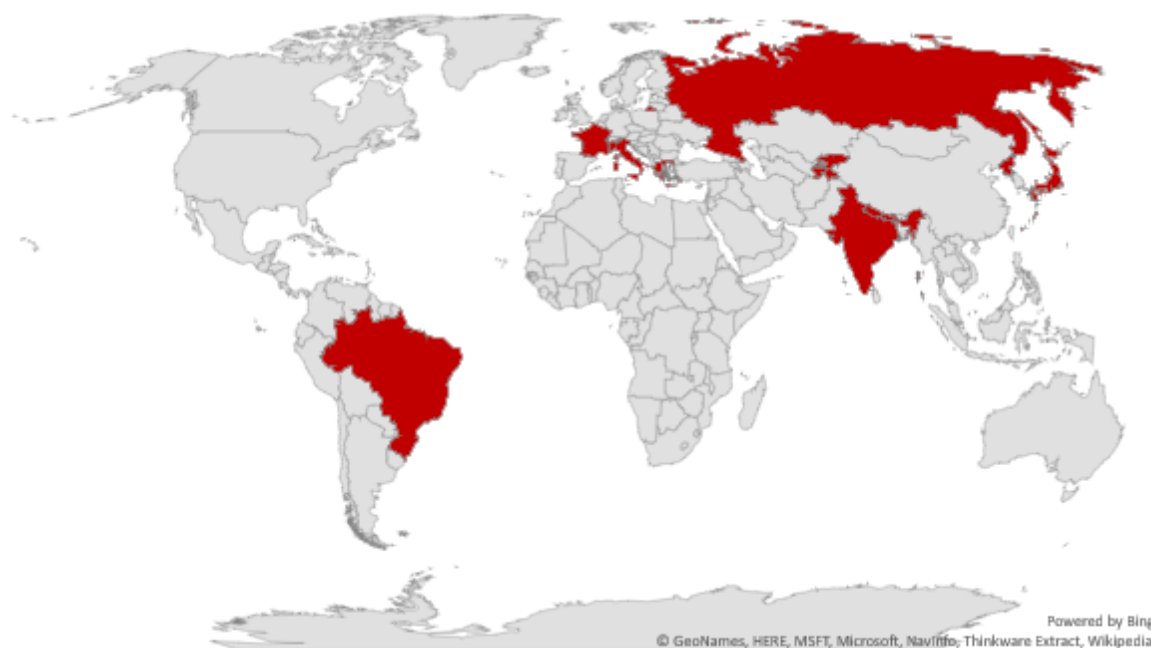 Powered by Bing
© GeoNames, HERE, MSFT, Microsoft, NavInfo, Thinkware Extract, Wikipedia